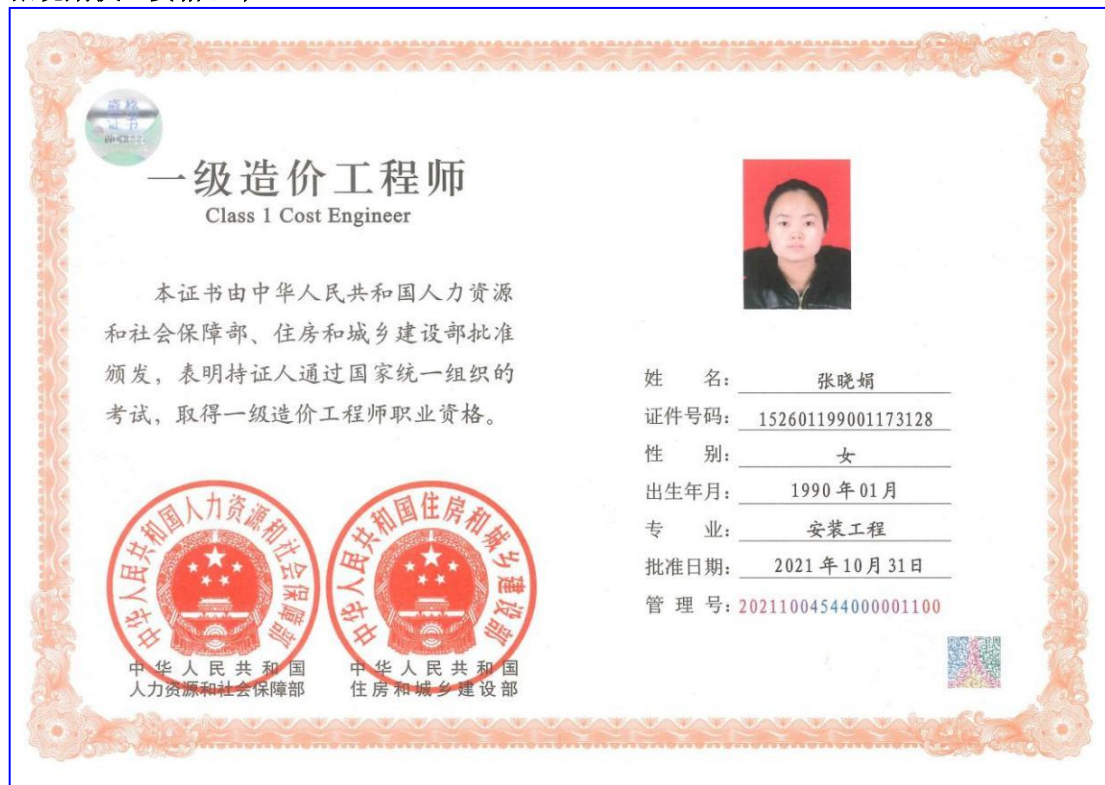 资格
证书
一级造价工程师
Class 1 Cost Engineer
本证书由中华人民共和国人力资源
和社会保障部、住房和城乡建设部批准
颁发，表明持证人通过国家统一组织的
考试，取得一级造价工程师职业资格。
中华人民共和国人力资源和社会保障部
中华人民共和国
人力资源和社会保障部
中华人民共和国住房和城乡建设部
中华人民共和国
住房和城乡建设部
姓 名： 张晓娟
证件号码： 152601199001173128
性 别： 女
出生年月： 1990年01月
专 业： 安装工程
批准日期： 2021年10月31日
管 理 号：20211004544000001100